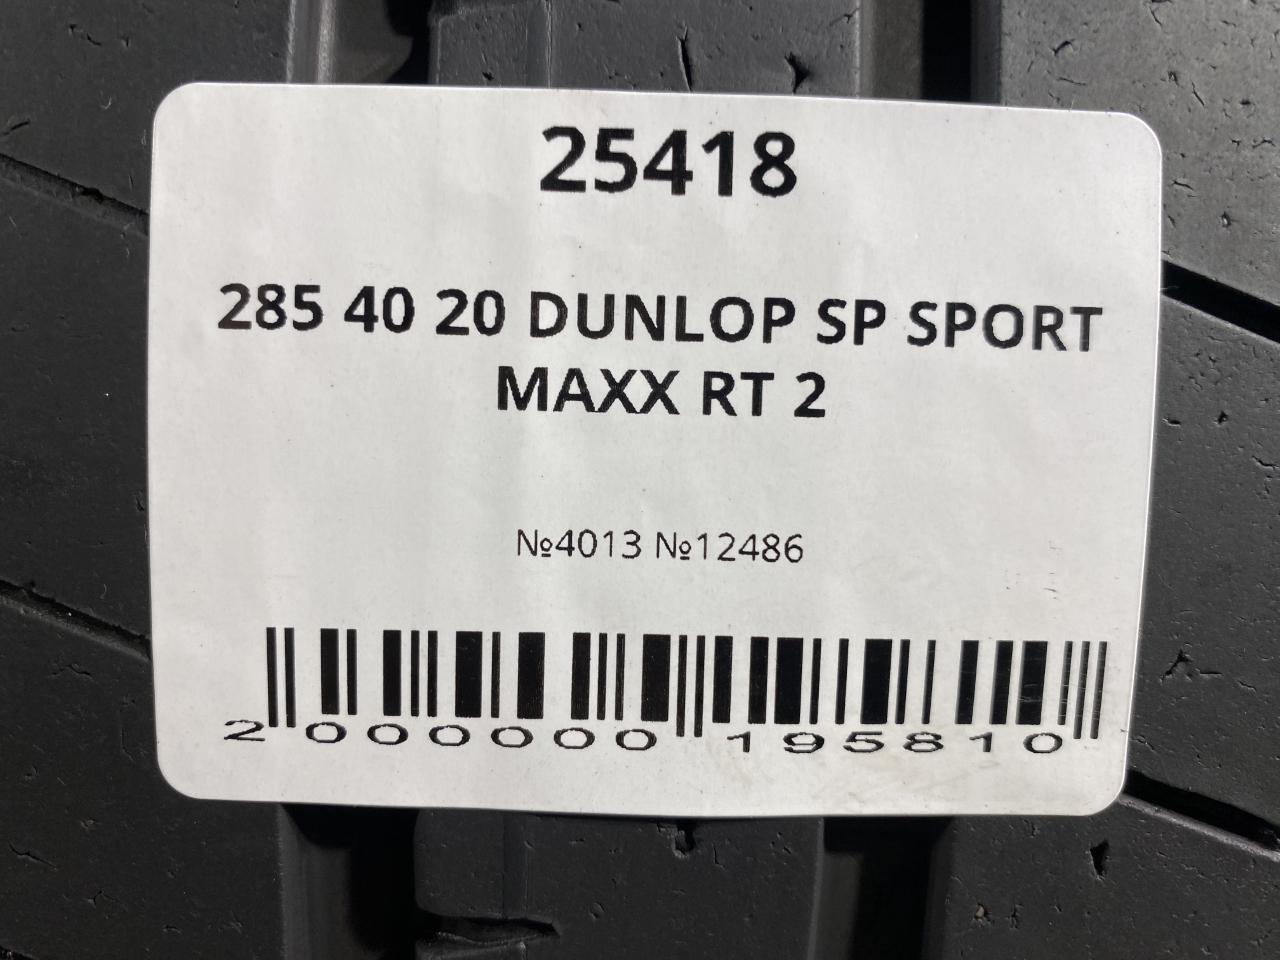 25418
285 40 20 DUNLOP SP SPORT
MAXX RT 2
№4013 №12486
2 000000 195810